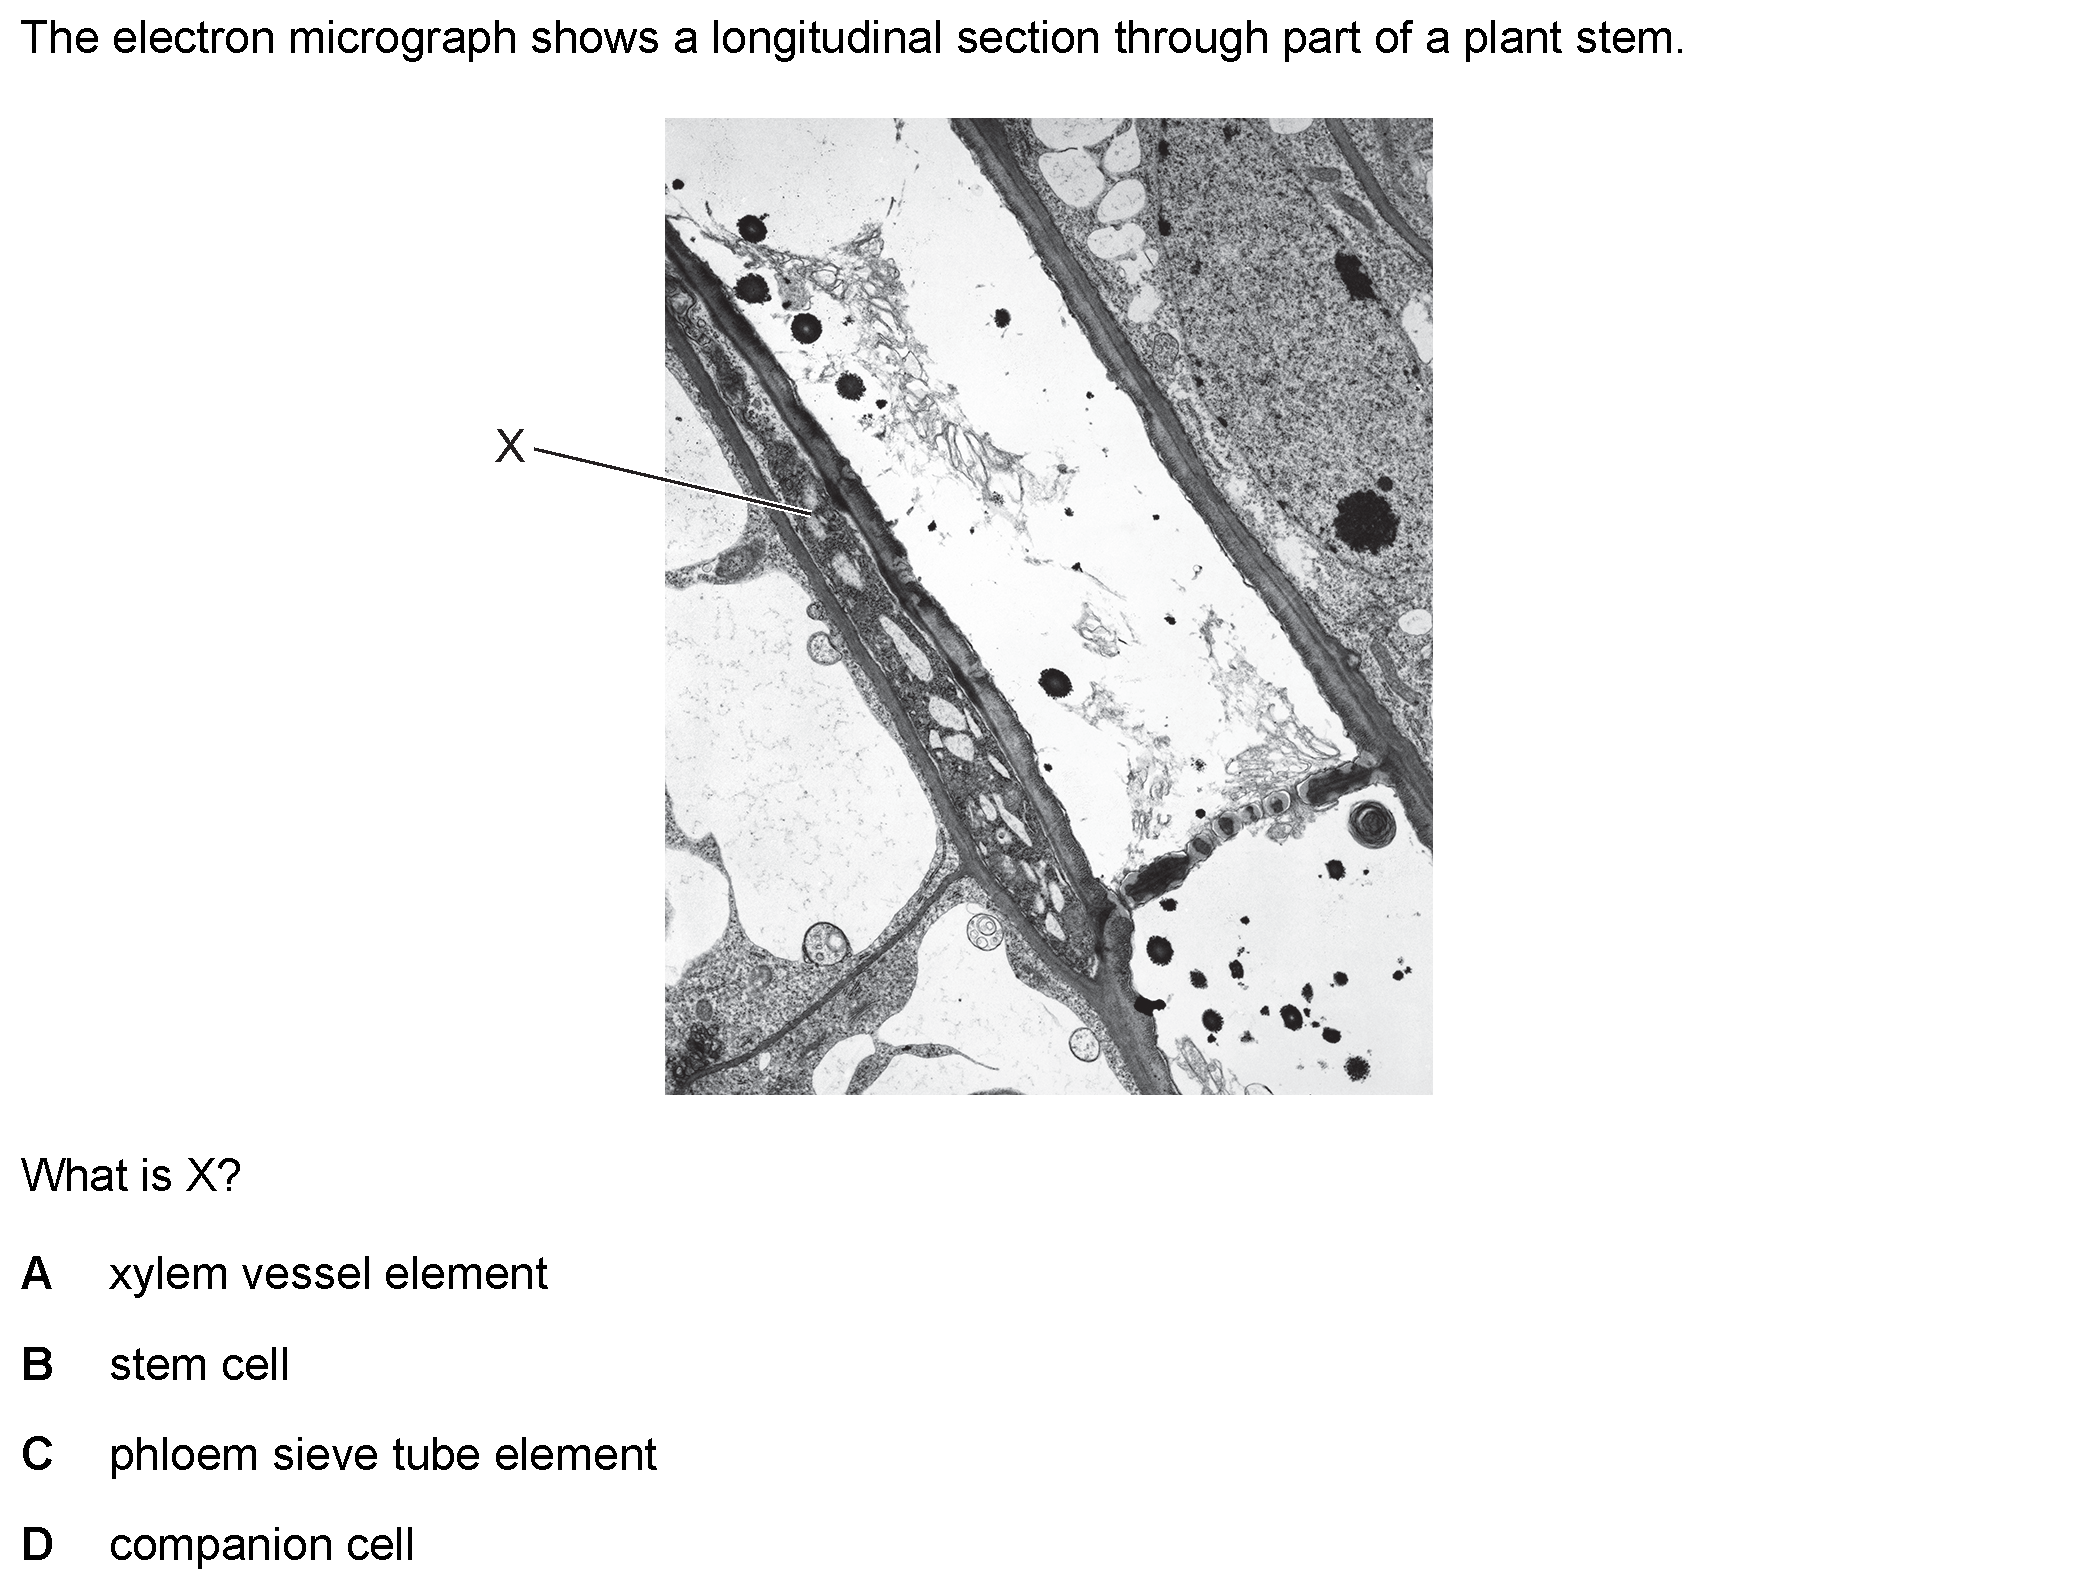 The electron micrograph shows a longitudinal section through part of a plant stem.
X
What is X?
A xylem vessel element
B stem cell
C phloem sieve tube element
D companion cell